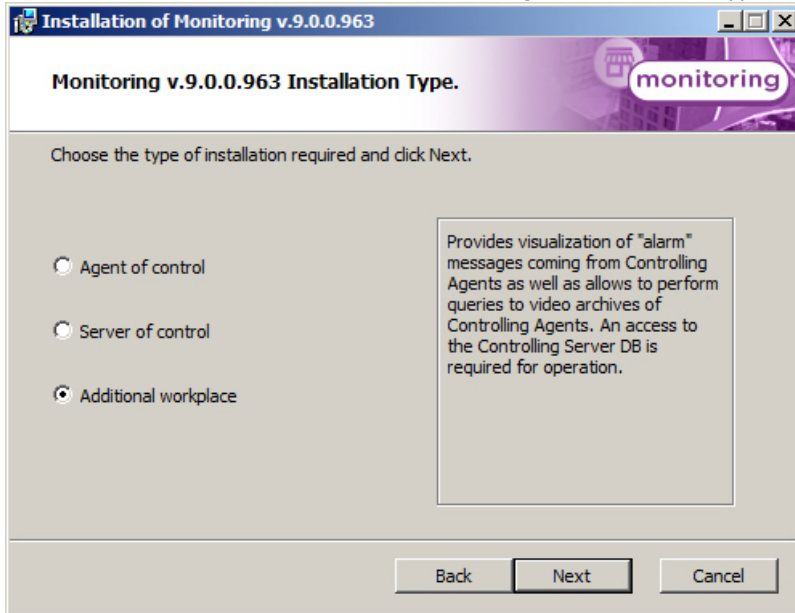 Installation of Monitoring v.9.0.0.963
Monitoring v.9.0.0.963 Installation Type.
monitoring
Choose the type of installation required and click Next.
Agent of control
Server of control
Additional workplace
Provides visualization of "alarm"
messages coming from Controlling
Agents as well as allows to perform
queries to video archives of
Controlling Agents. An access to
the Controlling Server DB is
required for operation.
Back
Next
Cancel